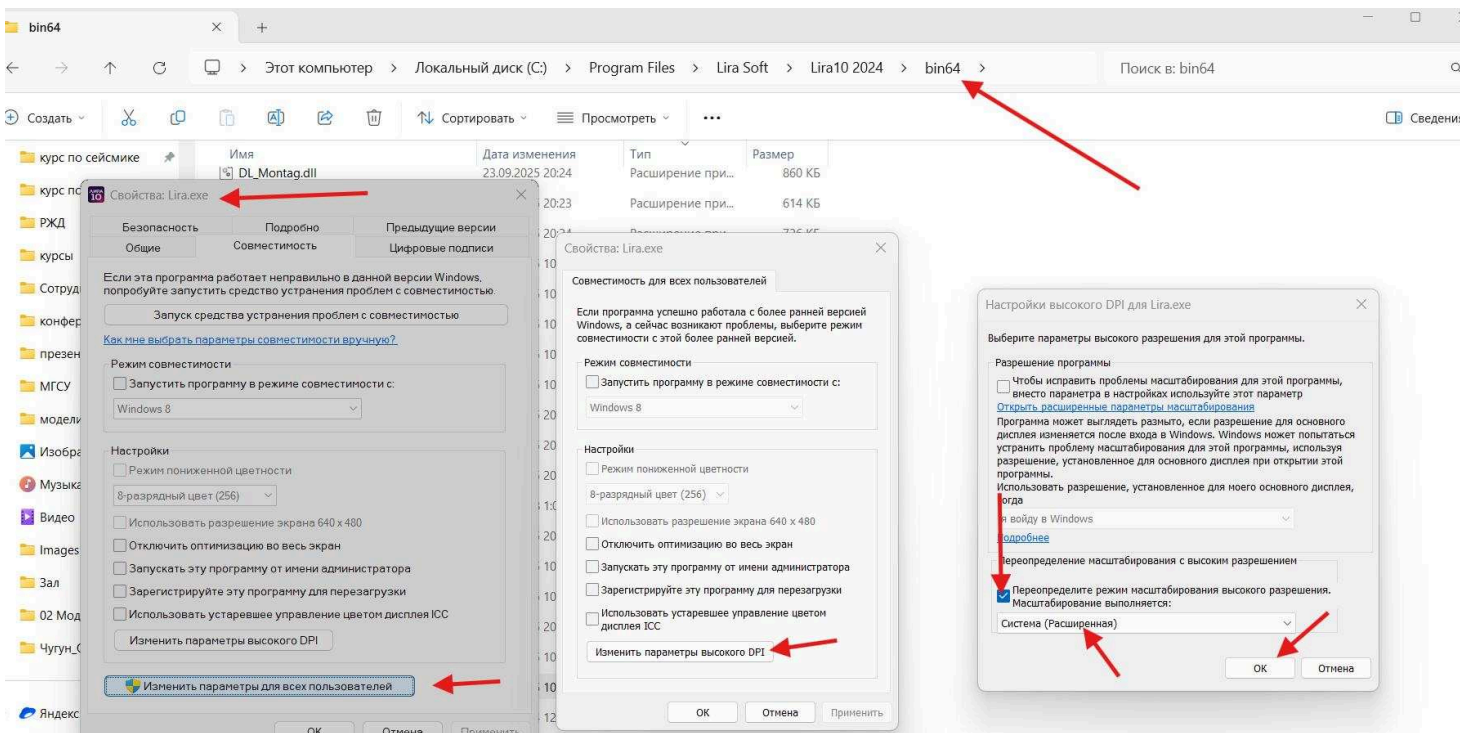 bin64
Этот компьютер > Локальный диск (C:) > Program Files > Lira Soft > Lira10 2024 > bin64 >
Поиск в: bin64
Создать
Сортировать
Просмотреть
Сведения
Имя
Дата изменения
Тип
Размер
DL_Montag.dll
23.09.2025 20:24
Расширение при...
860 КБ
20:23
Расширение при...
614 КБ
курс по сейсмике
курс по
РЖД
курсы
Сотруд
конфер
презен
МГСУ
модели
Изобра
Музыка
Видео
Images
Зал
02 Мод
Чугун_С
Яндекс
Свойства: Lira.exe
Безопасность
Подробно
Предыдущие версии
Общие
Совместимость
Цифровые подписи
Если эта программа работает неправильно в данной версии Windows,
попробуйте запустить средство устранения проблем с совместимостью.
Запуск средства устранения проблем с совместимостью
Как мне выбрать параметры совместимости вручную?
Режим совместимости
Запустить программу в режиме совместимости с:
Windows 8
Настройки
Режим пониженной цветности
8-разрядный цвет (256)
Использовать разрешение экрана 640 x 480
Отключить оптимизацию во весь экран
Запускать эту программу от имени администратора
Зарегистрируйте эту программу для перезагрузки
Использовать устаревшее управление цветом дисплея ICC
Изменить параметры высокого DPI
Изменить параметры для всех пользователей
ОК
Отмена
Применить
Свойства: Lira.exe
Совместимость для всех пользователей
Если программа успешно работала с более ранней версией
Windows, а сейчас возникают проблемы, выберите режим
совместимости с этой более ранней версией.
Режим совместимости
Запустить программу в режиме совместимости с:
Windows 8
Настройки
Режим пониженной цветности
8-разрядный цвет (256)
Использовать разрешение экрана 640 x 480
Отключить оптимизацию во весь экран
Запускать эту программу от имени администратора
Зарегистрируйте эту программу для перезагрузки
Использовать устаревшее управление цветом
дисплея ICC
Изменить параметры высокого DPI
ОК
Отмена
Применить
Настройки высокого DPI для Lira.exe
Выберите параметры высокого разрешения для этой программы.
Разрешение программы
Чтобы исправить проблемы масштабирования для этой программы,
вместо параметра в настройках используйте этот параметр
Открыть расширенные параметры масштабирования
Программа может выглядеть размыто, если разрешение для основного
дисплея изменяется после входа в Windows. Windows может попытаться
устранить проблему масштабирования для этой программы, используя
разрешение, установленное для основного дисплея при открытии этой
программы.
Использовать разрешение, установленное для моего основного дисплея,
когда
я войду в Windows
Подробнее
Переопределение масштабирования с высоким разрешением
Переопределите режим масштабирования высокого разрешения.
Масштабирование выполняется:
Система (Расширенная)
ОК
Отмена